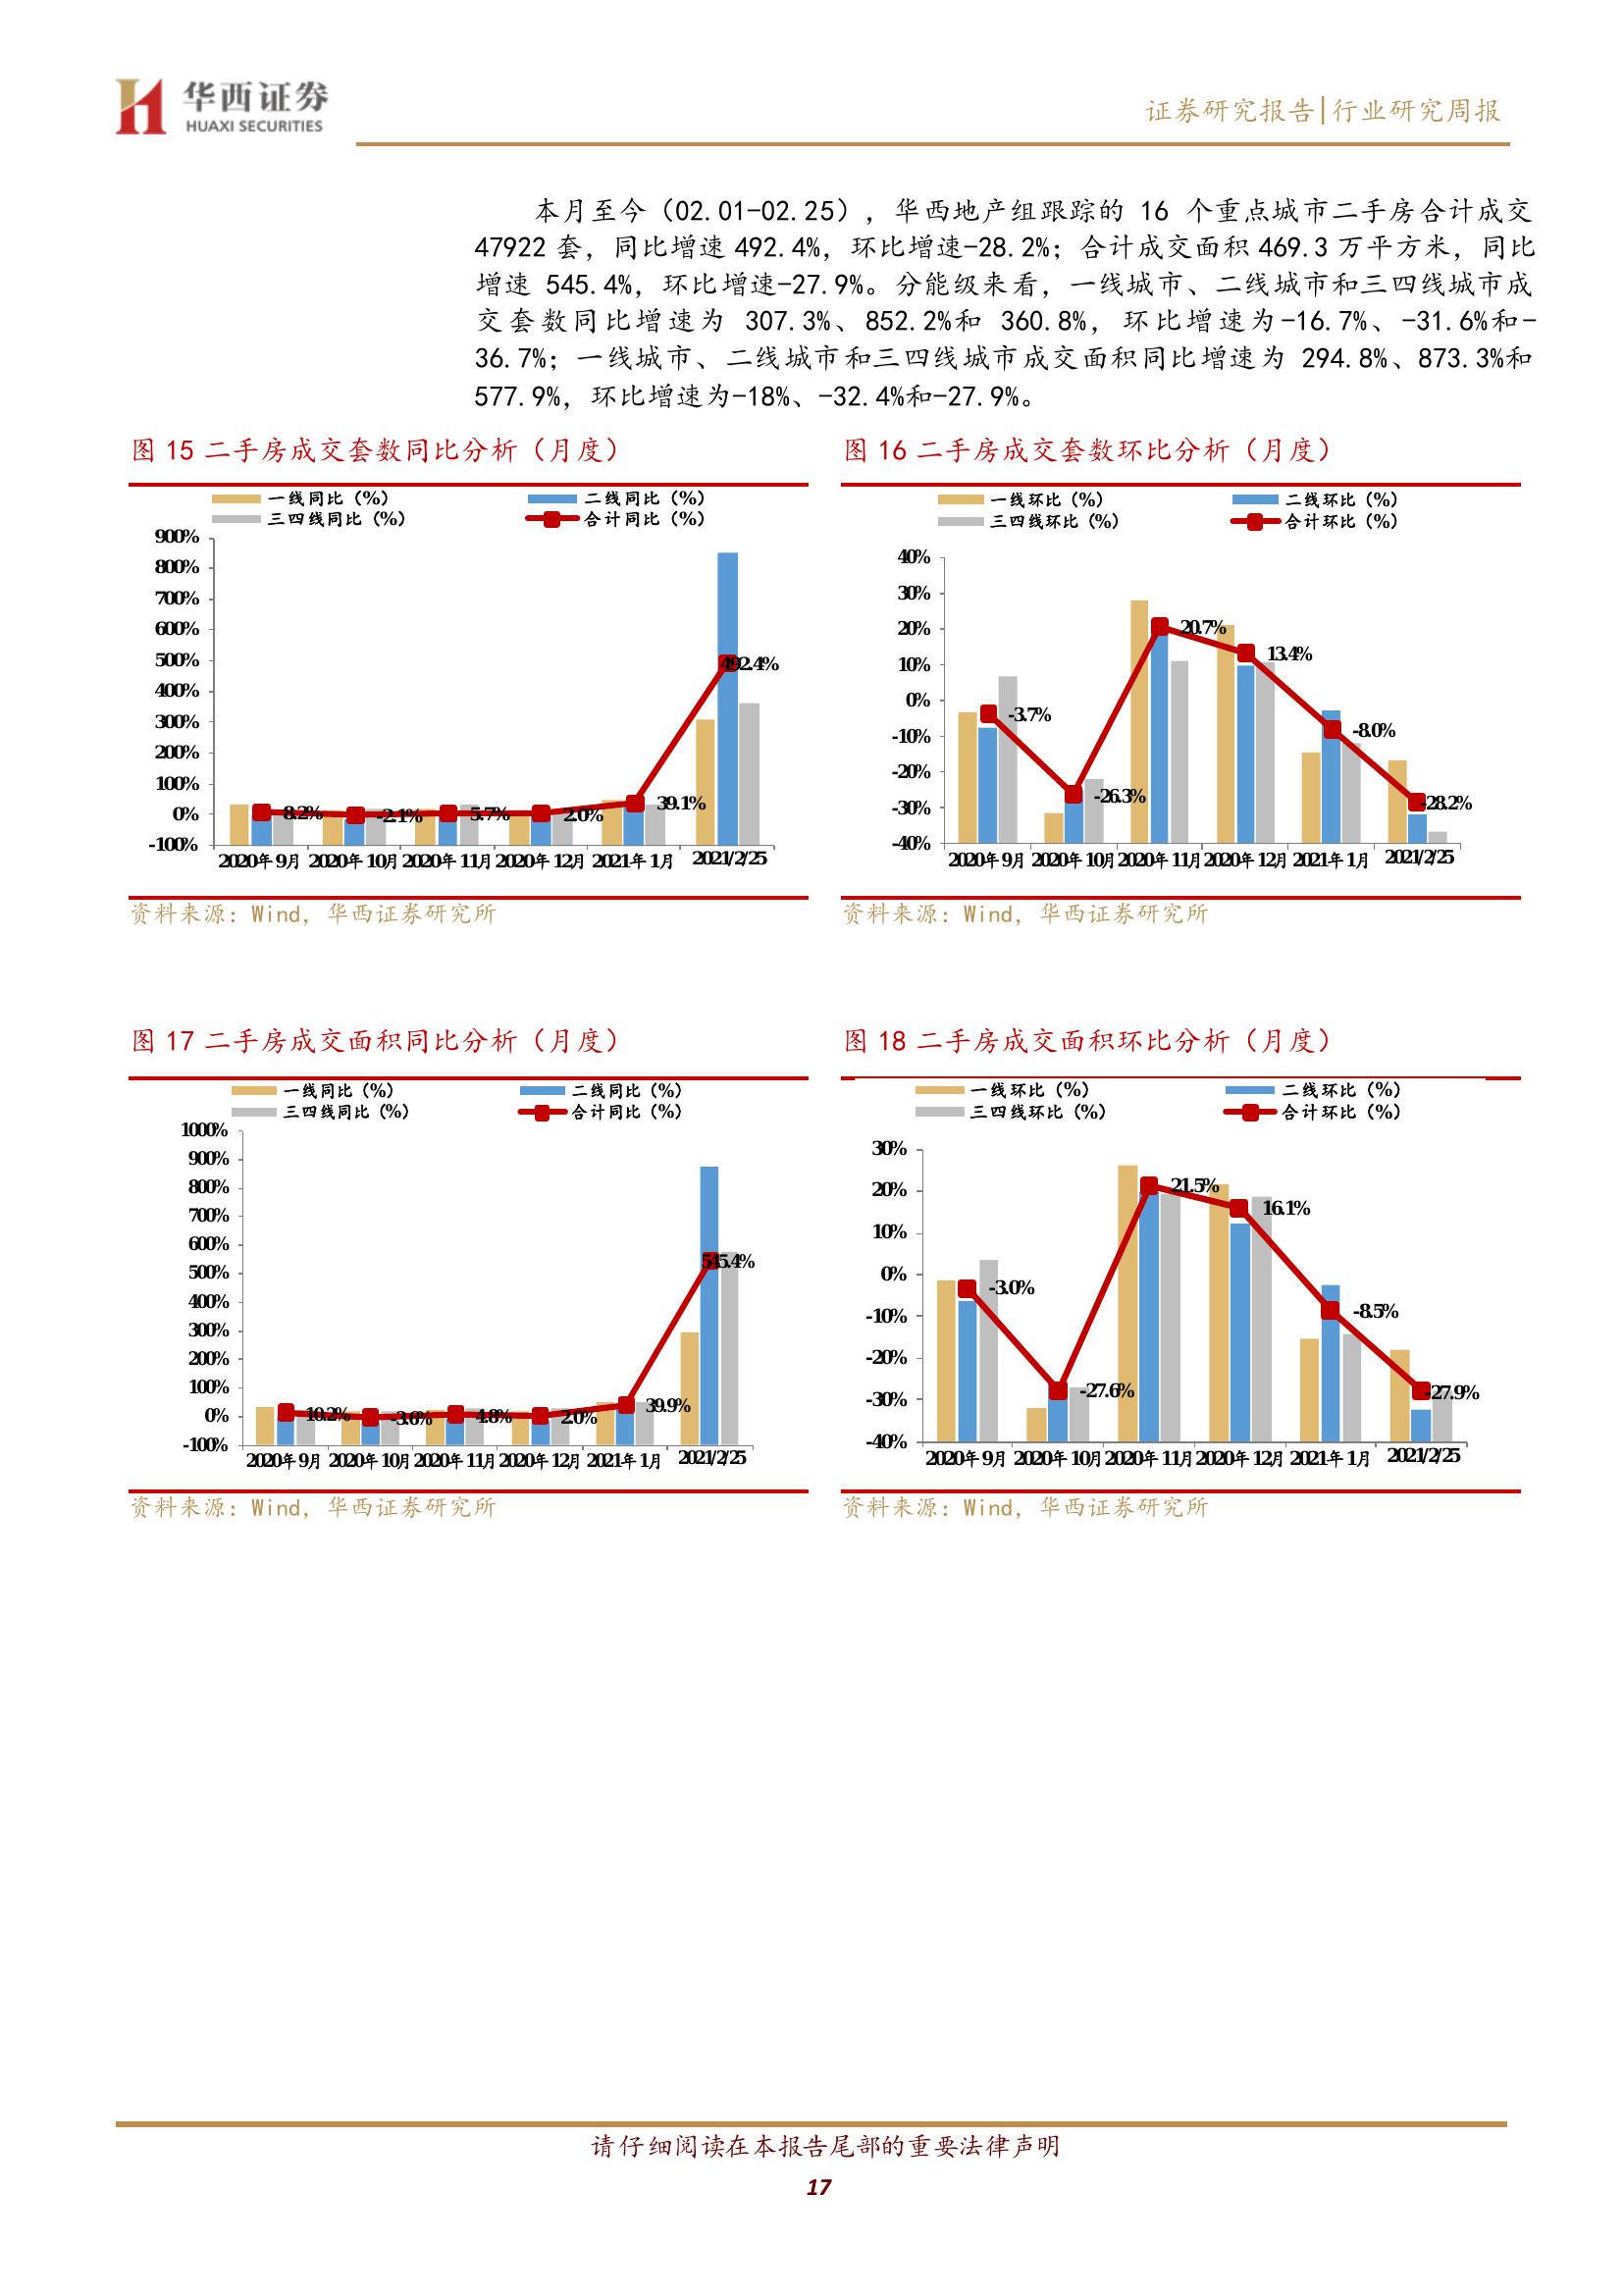 华西证券
HUAXI SECURITIES
证券研究报告|行业研究周报
本月至今（02.01-02.25），华西地产组跟踪的 16 个重点城市二手房合计成交
47922 套，同比增速 492.4%，环比增速-28.2%；合计成交面积 469.3 万平方米，同比
增速 545.4%，环比增速-27.9%。分能级来看，一线城市、二线城市和三四线城市成
交套数同比增速为 307.3%、852.2%和 360.8%，环比增速为-16.7%、-31.6%和-
36.7%；一线城市、二线城市和三四线城市成交面积同比增速为 294.8%、873.3%和
577.9%，环比增速为-18%、-32.4%和-27.9%。
图 15 二手房成交套数同比分析（月度）
一线同比（%） 二线同比（%）
三四线同比（%） 合计同比（%）
900%
800%
700%
600%
500%
400%
300%
200%
100%
0%
-100%
8.2% -2.1% 5.7% 2.0% 39.1% 492.4%
2020年9月 2020年10月 2020年11月 2020年12月 2021年1月 2021/2/25
资料来源：Wind，华西证券研究所
图 16 二手房成交套数环比分析（月度）
一线环比（%） 二线环比（%）
三四线环比（%） 合计环比（%）
40%
30%
20%
10%
0%
-10%
-20%
-30%
-40%
-3.7% -26.3% 20.7% 13.4% -8.0% -28.2%
2020年9月 2020年10月 2020年11月 2020年12月 2021年1月 2021/2/25
资料来源：Wind，华西证券研究所
图 17 二手房成交面积同比分析（月度）
一线同比（%） 二线同比（%）
三四线同比（%） 合计同比（%）
1000%
900%
800%
700%
600%
500%
400%
300%
200%
100%
0%
-100%
10.2% -3.6% 4.8% 2.0% 39.9% 545.4%
2020年9月 2020年10月 2020年11月 2020年12月 2021年1月 2021/2/25
资料来源：Wind，华西证券研究所
图 18 二手房成交面积环比分析（月度）
一线环比（%） 二线环比（%）
三四线环比（%） 合计环比（%）
30%
20%
10%
0%
-10%
-20%
-30%
-40%
-3.0% -27.6% 21.5% 16.1% -8.5% -27.9%
2020年9月 2020年10月 2020年11月 2020年12月 2021年1月 2021/2/25
资料来源：Wind，华西证券研究所
请仔细阅读在本报告尾部的重要法律声明
17